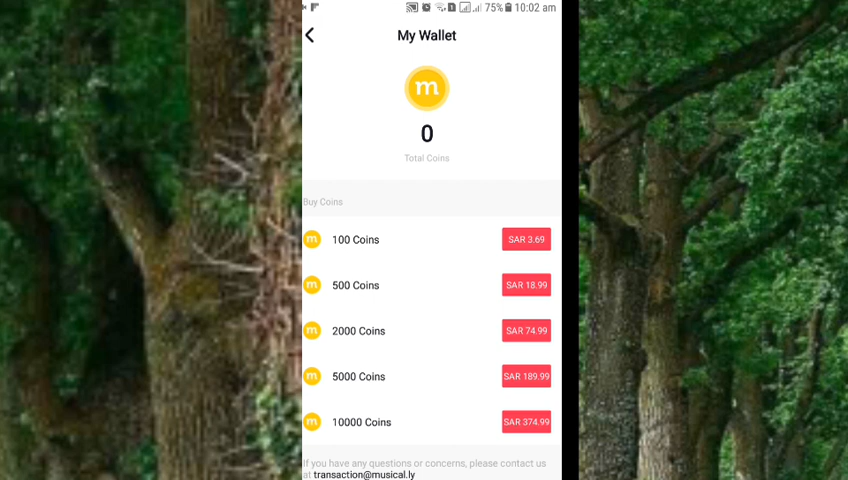 75% 10:02 am
My Wallet
m
0
Total Coins
Buy Coins
m 100 Coins SAR 3.69
m 500 Coins SAR 18.99
m 2000 Coins SAR 74.99
m 5000 Coins SAR 189.99
m 10000 Coins SAR 374.99
If you have any questions or concerns, please contact us
at transaction@musical.ly